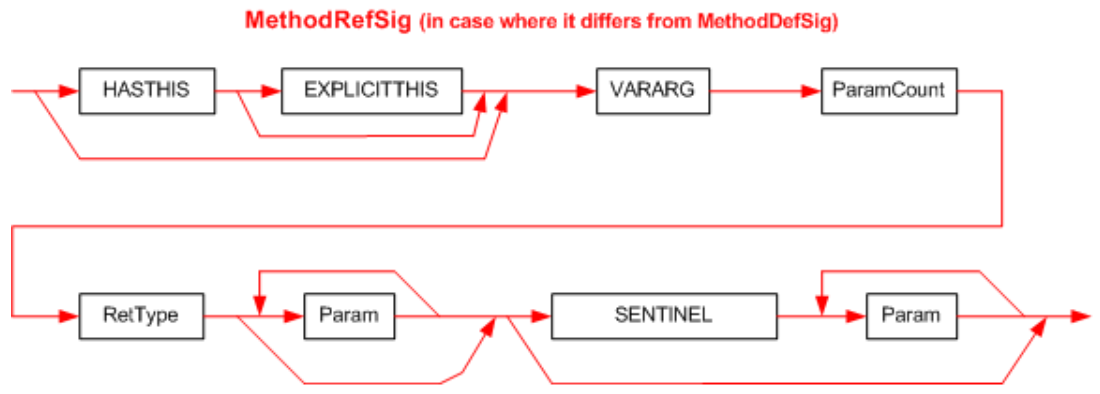 MethodRefSig (in case where it differs from MethodDefSig)
HASTHIS EXPLICITTHIS VARARG ParamCount
RetType Param SENTINEL Param